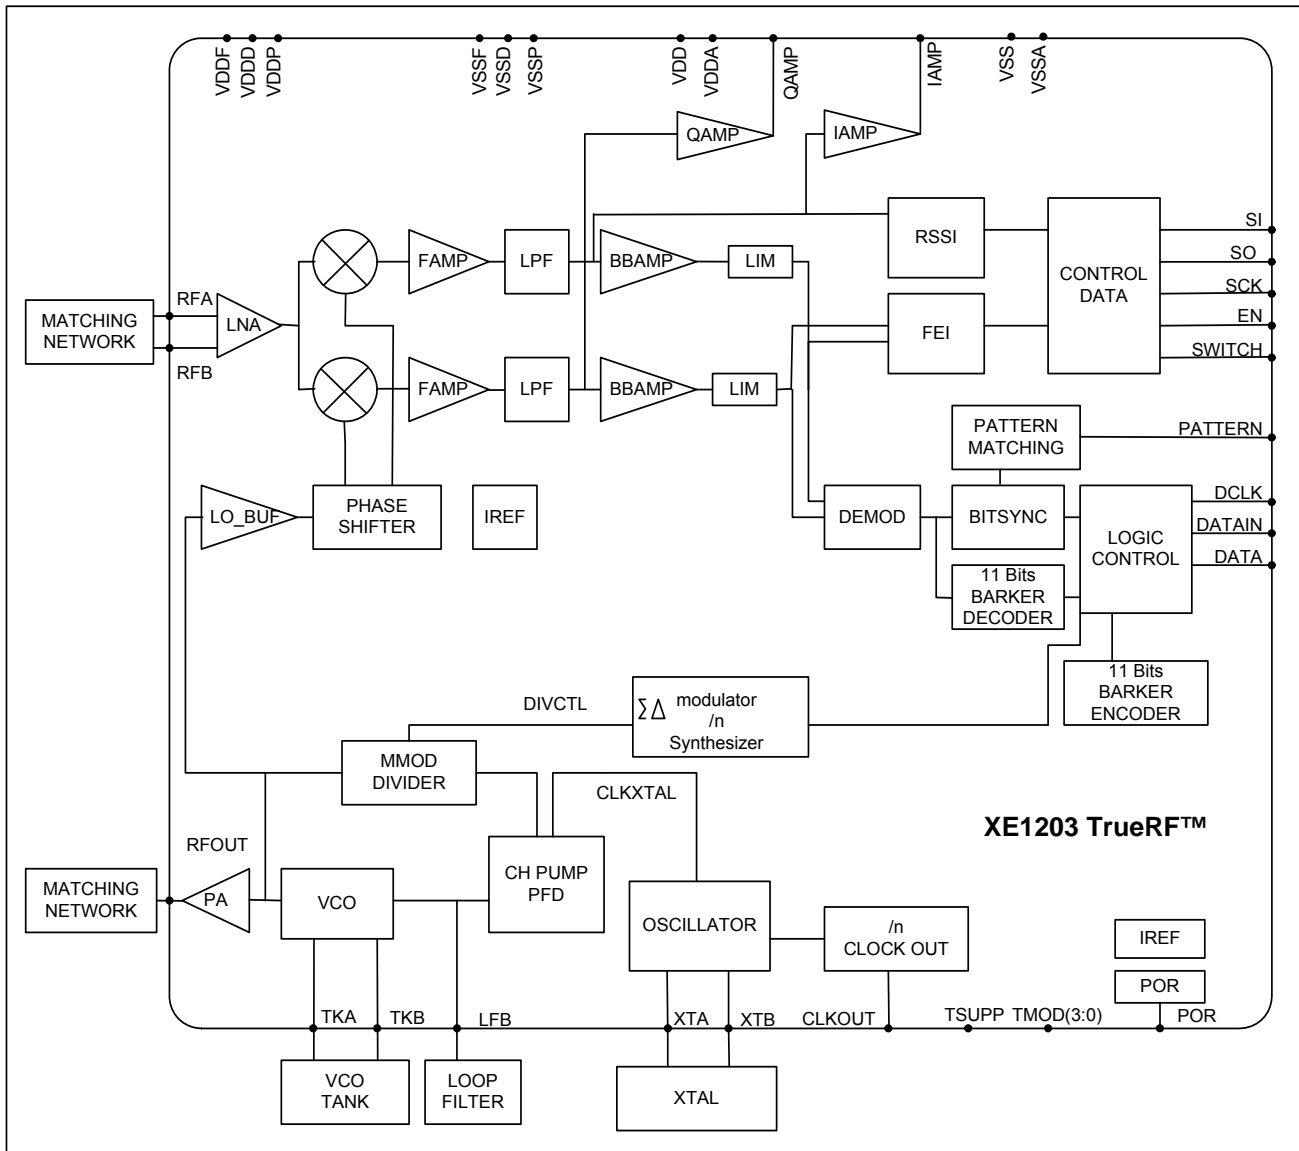 VDDF
VDDD
VDDP
VSSF
VSSD
VSSP
VDD
VDDA
QAMP
IAMP
VSS
VSSA
QAMP
IAMP
RSSI
CONTROL
DATA
SI
SO
SCK
EN
SWITCH
FAMP
LPF
BBAMP
LIM
MATCHING
NETWORK
RFA
RFB
LNA
FEI
FAMP
LPF
BBAMP
LIM
PATTERN
MATCHING
PATTERN
LO_BUF
PHASE
SHIFTER
IREF
DEMOD
BITSYNC
LOGIC
CONTROL
DCLK
DATAIN
DATA
11 Bits
BARKER
DECODER
11 Bits
BARKER
ENCODER
DIVCTL
ΣΔ modulator
/n
Synthesizer
MMOD
DIVIDER
CLKXTAL
XE1203 TrueRF™
RFOUT
MATCHING
NETWORK
PA
VCO
CH PUMP
PFD
OSCILLATOR
/n
CLOCK OUT
IREF
POR
TKA
TKB
LFB
XTA
XTB
CLKOUT
TSUPP
TMOD(3:0)
POR
VCO
TANK
LOOP
FILTER
XTAL